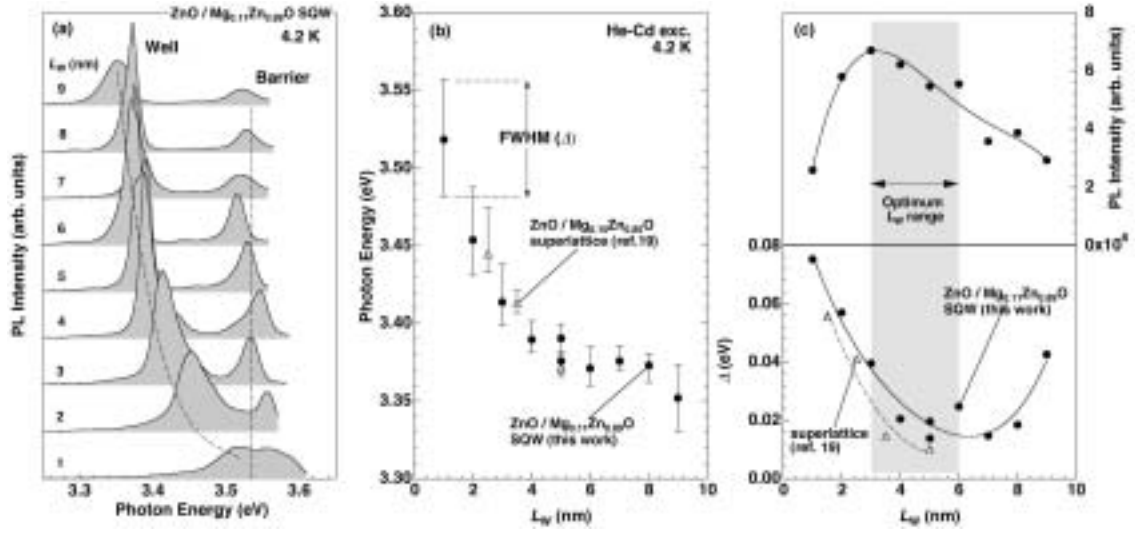 (a)
ZnO / Mg0.11Zn0.89O SQW
4.2 K
Well
Barrier
LW (nm)
9
8
7
6
5
4
3
2
1
PL Intensity (arb. units)
3.3
3.4
3.5
3.6
Photon Energy (eV)
(b)
He-Cd exc.
4.2 K
3.60
3.55
3.50
3.45
3.40
3.35
3.30
Photon Energy (eV)
FWHM (Δ)
superlattice (ref.19)
ZnO / Mg0.11Zn0.89O
SQW (this work)
0
2
4
6
8
10
LW (nm)
(c)
8
6
4
2
PL Intensity (arb. units)
Optimum
LW range
0.08
0.06
0.04
0.02
0.00
Δ (eV)
ZnO / Mg0.11Zn0.89O
SQW (this work)
superlattice
(ref. 19)
0
2
4
6
8
10
LW (nm)